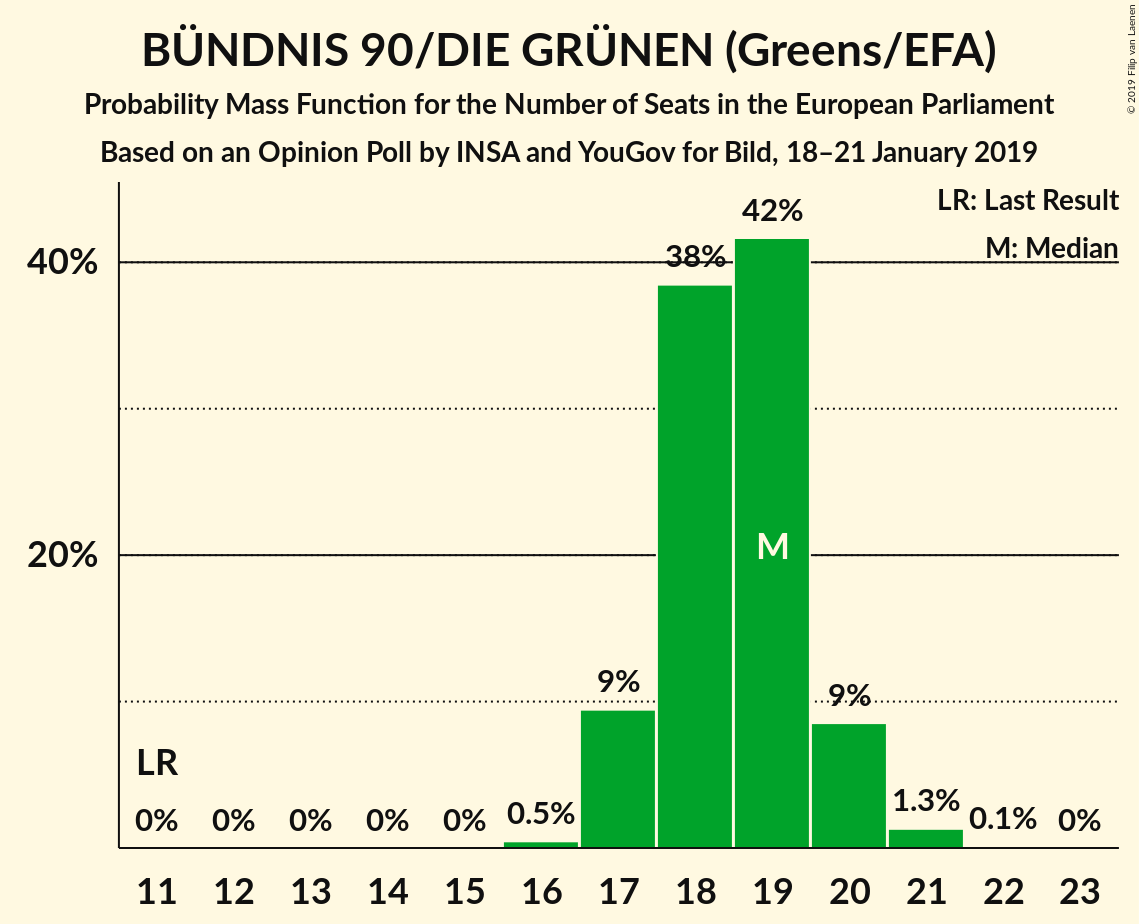 BÜNDNIS 90/DIE GRÜNEN (Greens/EFA)
Probability Mass Function for the Number of Seats in the European Parliament
Based on an Opinion Poll by INSA and YouGov for Bild, 18–21 January 2019
© 2019 Filip van Laenen
LR: Last Result
M: Median
40%
20%
LR
0% 0% 0% 0% 0% 0.5% 9% 38% 42% 9% 1.3% 0.1% 0%
M
11 12 13 14 15 16 17 18 19 20 21 22 23